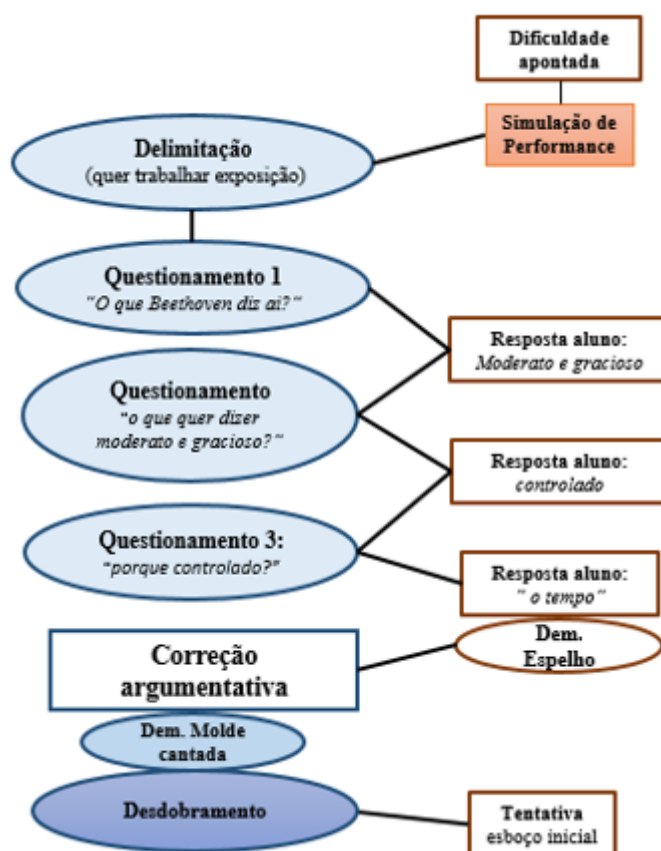 Dificuldade
apontada
Simulação de
Performance
Delimitação
(quer trabalhar exposição)
Questionamento 1
"O que Beethoven diz ai?"
Resposta aluno:
Moderato e gracioso
Questionamento
"o que quer dizer
moderato e gracioso?"
Resposta aluno:
controlado
Questionamento 3:
"porque controlado?"
Resposta aluno:
" o tempo"
Dem.
Espelho
Correção
argumentativa
Dem. Molde
cantada
Desdobramento
Tentativa
esboço inicial